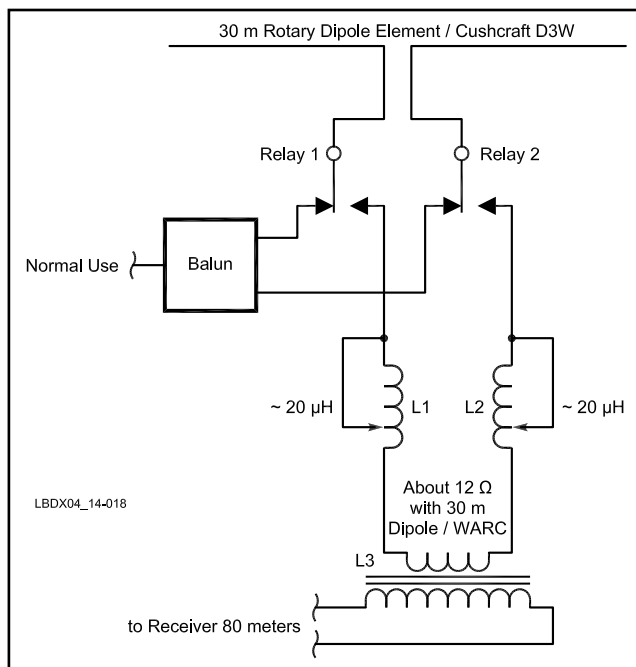 30 m Rotary Dipole Element / Cushcraft D3W
Relay 1
Relay 2
Normal Use
Balun
~ 20 µH
L1
L2
~ 20 µH
LBDX04_14-018
About 12 Ω
with 30 m
Dipole / WARC
L3
to Receiver 80 meters